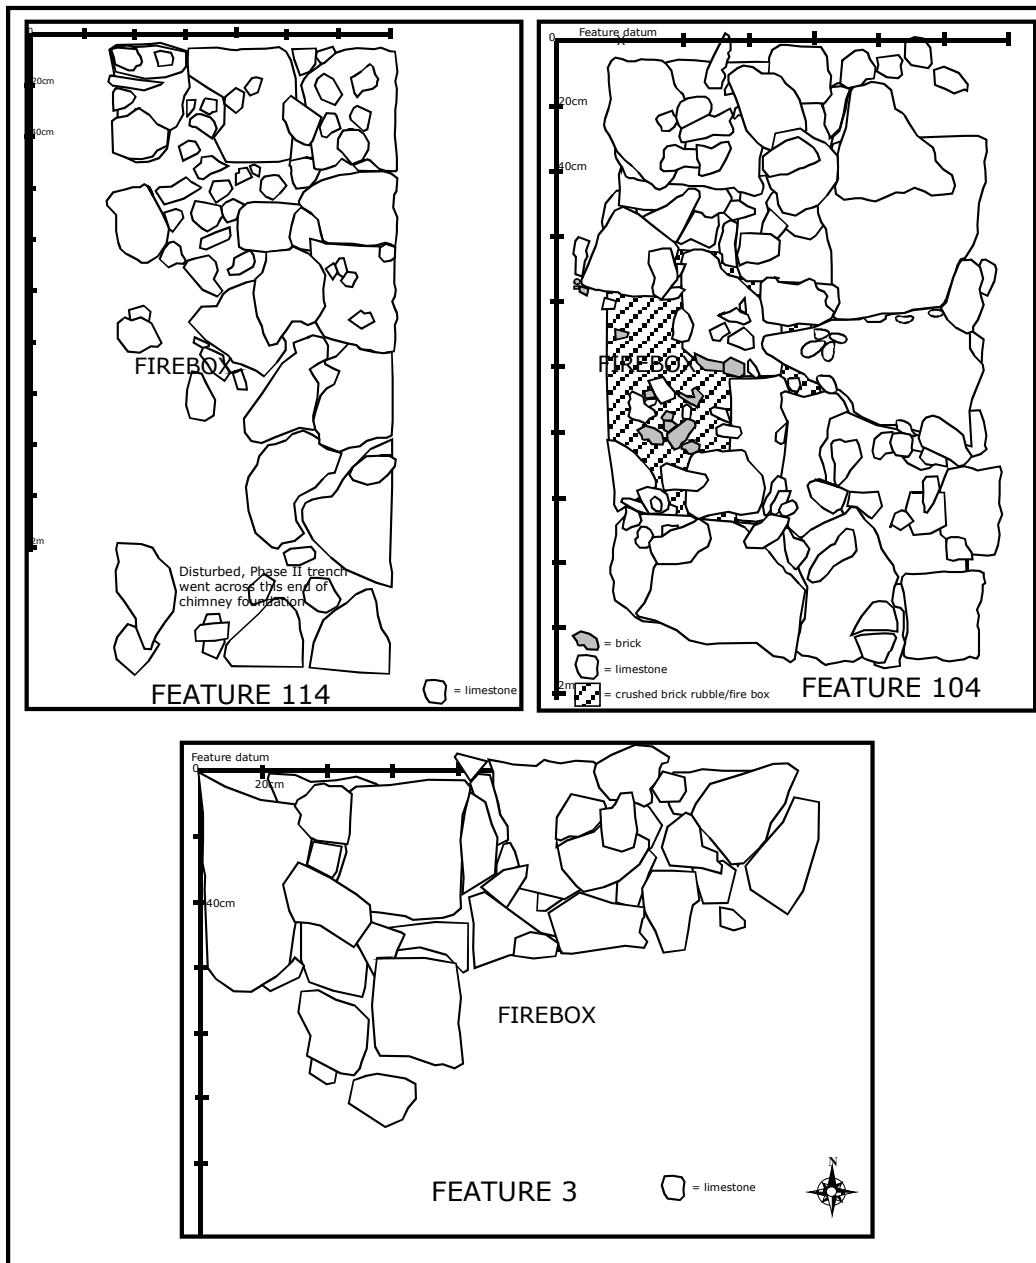 0
20cm
40cm
FIREBOX
2m
Disturbed, Phase II trench
went across this end of
chimney foundation
FEATURE 114
= limestone
Feature datum
0
20cm
40cm
FIREBOX
= brick
= limestone
= crushed brick rubble/fire box
2m
FEATURE 104
Feature datum
0
20cm
40cm
FIREBOX
FEATURE 3
= limestone
N